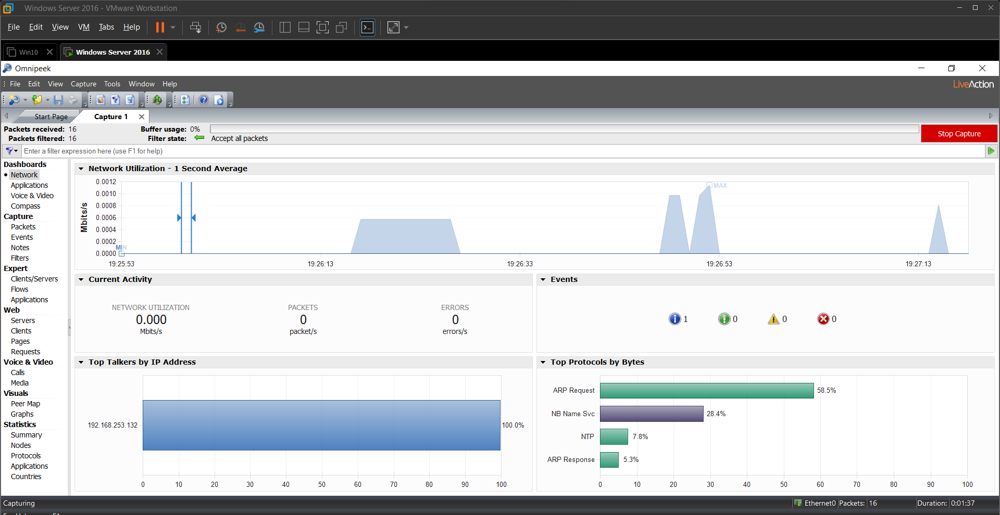 Windows Server 2016 - VMware Workstation
File Edit View VM Tabs Help
Win10 Windows Server 2016
Omnipeek
File Edit View Capture Tools Window Help LiveAction
Start Page Capture 1
Packets received: 16 Buffer usage: 0%
Packets filtered: 16 Filter state: Accept all packets
Stop Capture
Enter a filter expression here (use F1 for help)
Dashboards
Network
Applications
Voice & Video
Compass
Capture
Packets
Events
Notes
Filters
Expert
Clients/Servers
Flows
Applications
Web
Servers
Clients
Pages
Requests
Voice & Video
Calls
Media
Visuals
Peer Map
Graphs
Statistics
Summary
Nodes
Protocols
Applications
Countries
Network Utilization - 1 Second Average
Mbits/s
0.0012
0.0010
0.0008
0.0006
0.0004
0.0002
0.0000
MIN
MAX
19:25:53 19:26:13 19:26:33 19:26:53 19:27:13
Current Activity
NETWORK UTILIZATION PACKETS ERRORS
0.000 0 0
Mbits/s packet/s errors/s
Events
1 0 0 0
Top Talkers by IP Address
192.168.253.132 100.0%
0 10 20 30 40 50 60 70 80 90 100
Top Protocols by Bytes
ARP Request 58.5%
NB Name Svc 28.4%
NTP 7.8%
ARP Response 5.3%
0 10 20 30 40 50 60 70 80 90 100
Capturing Ethernet0 Packets: 16 Duration: 0:01:37